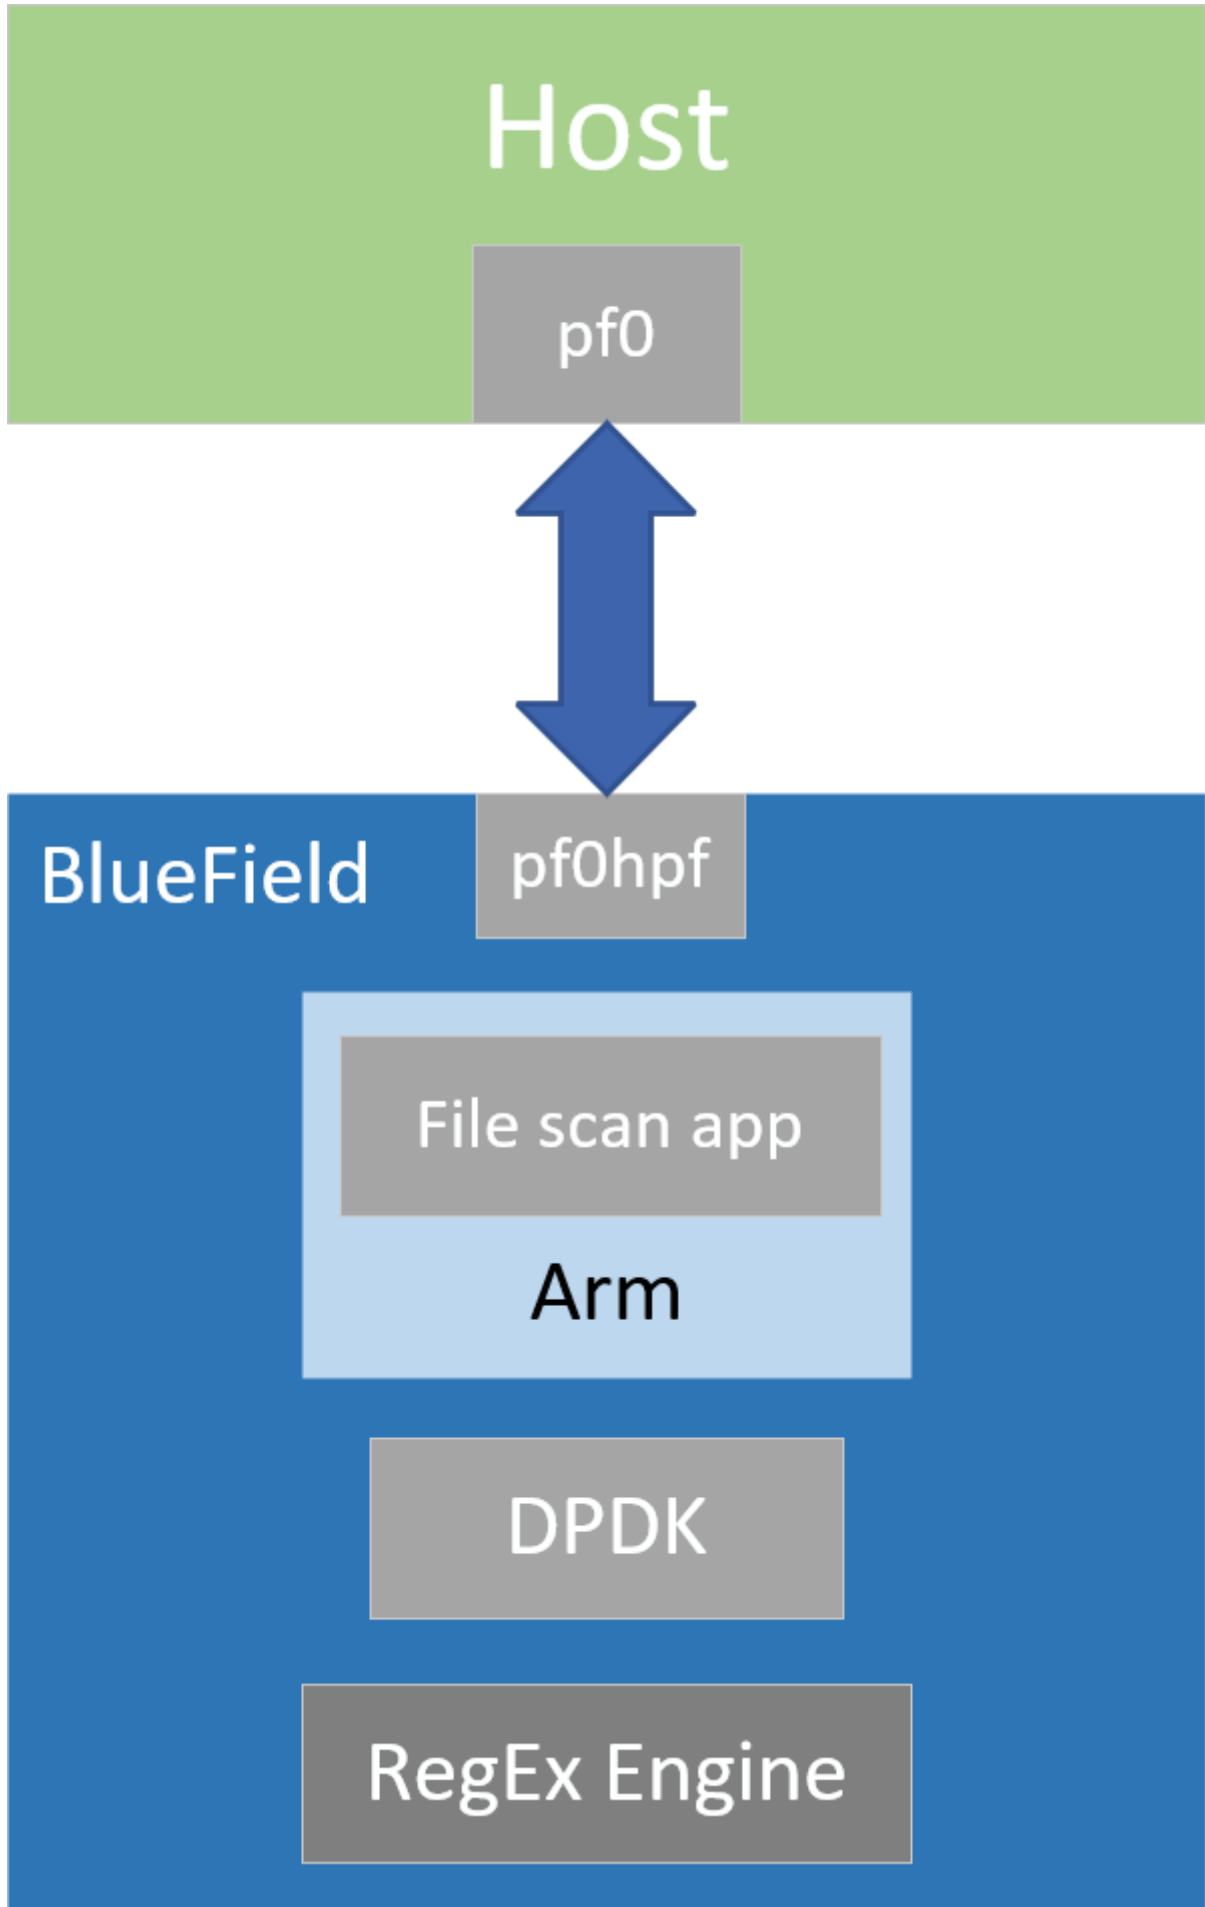 Host
pf0
BlueField
pf0hpf
File scan app
Arm
DPDK
RegEx Engine